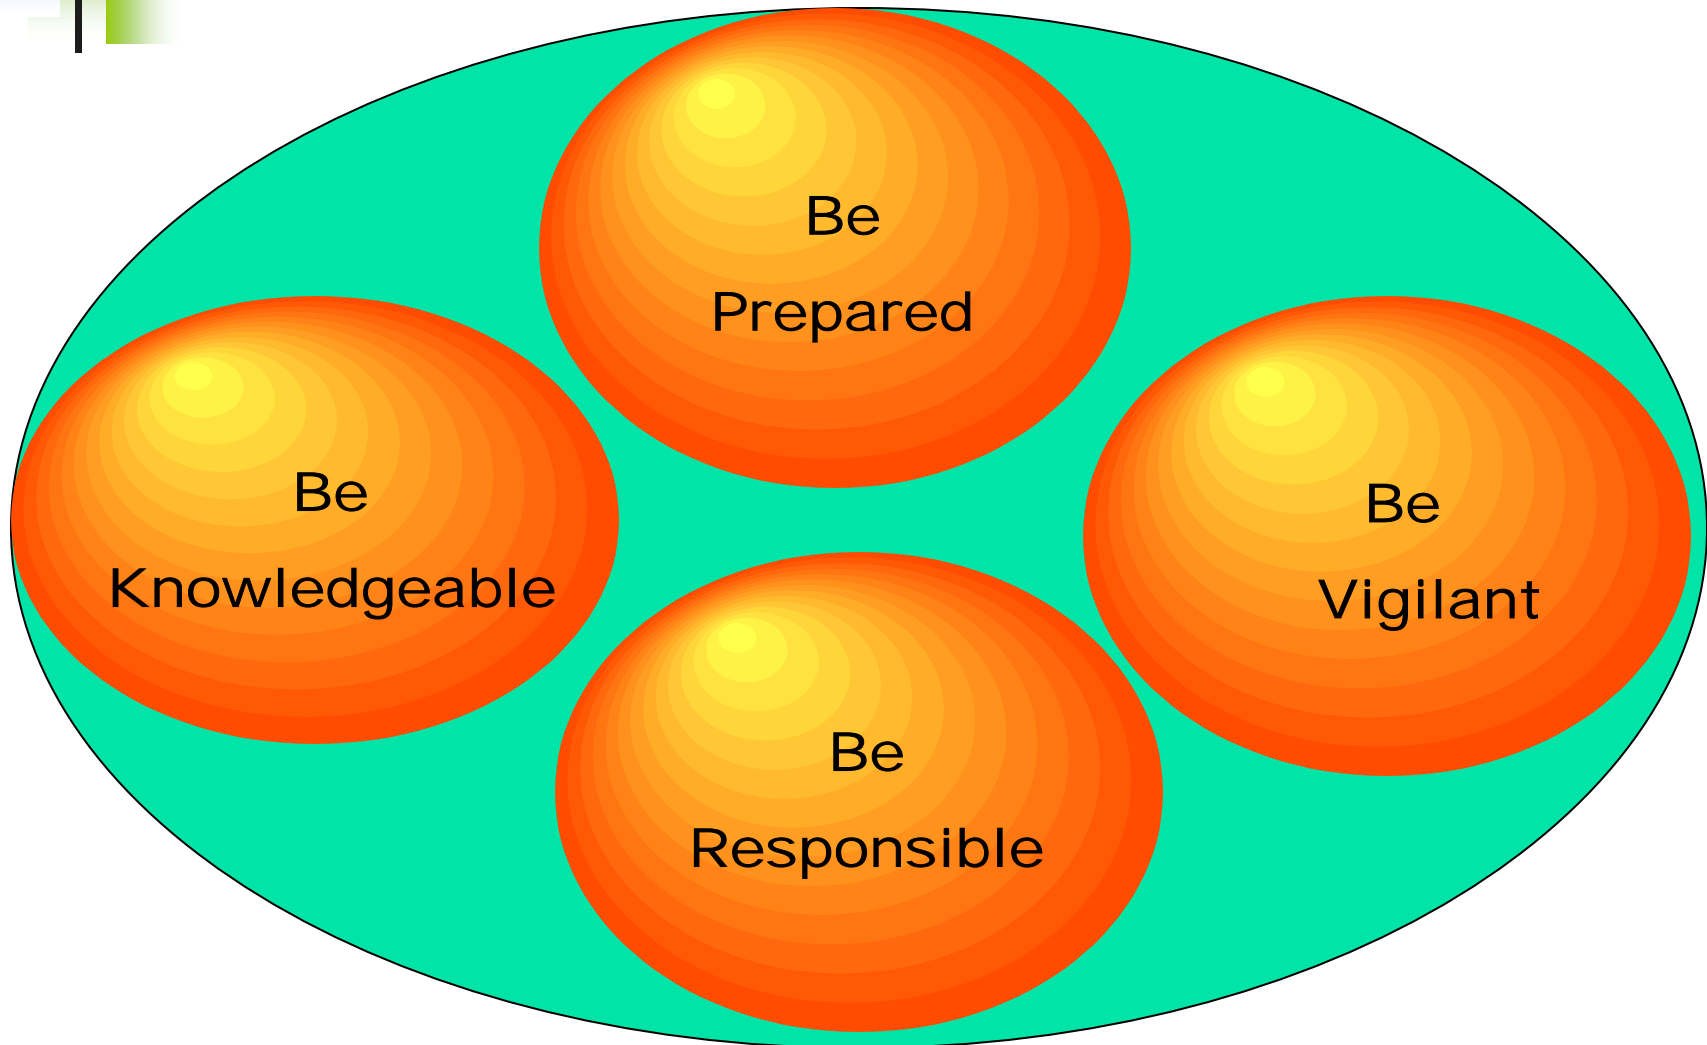 Be
Prepared
Be
Knowledgeable
Be
Vigilant
Be
Responsible